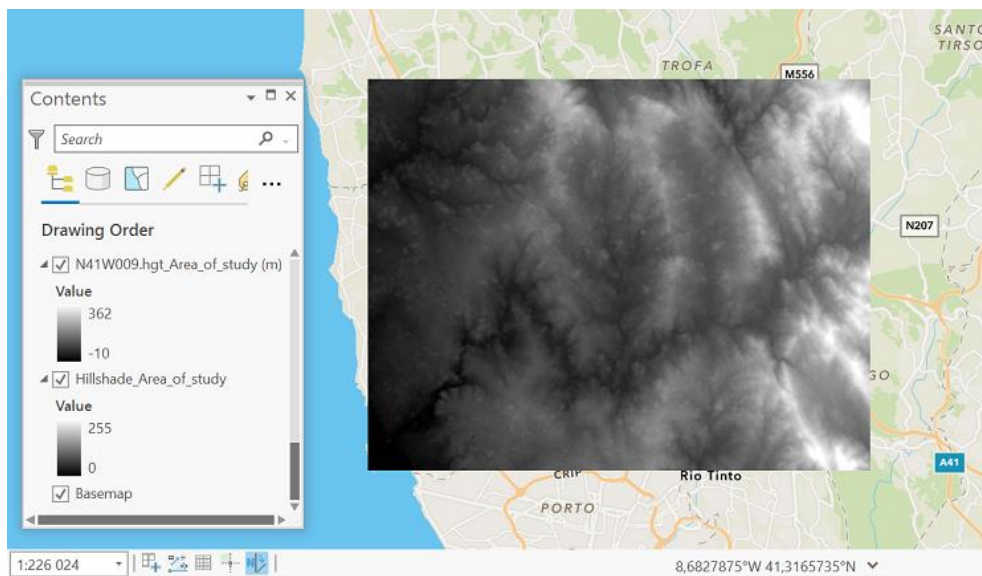 Contents
Search
Drawing Order
N41W009.hgt_Area_of_study (m)
Value
362
-10
Hillshade_Area_of_study
Value
255
0
Basemap
SANTO
TIRSO
TROFA
M556
N207
GO
A41
CRIP
Rio Tinto
PORTO
1:226 024
8,6827875°W 41,3165735°N